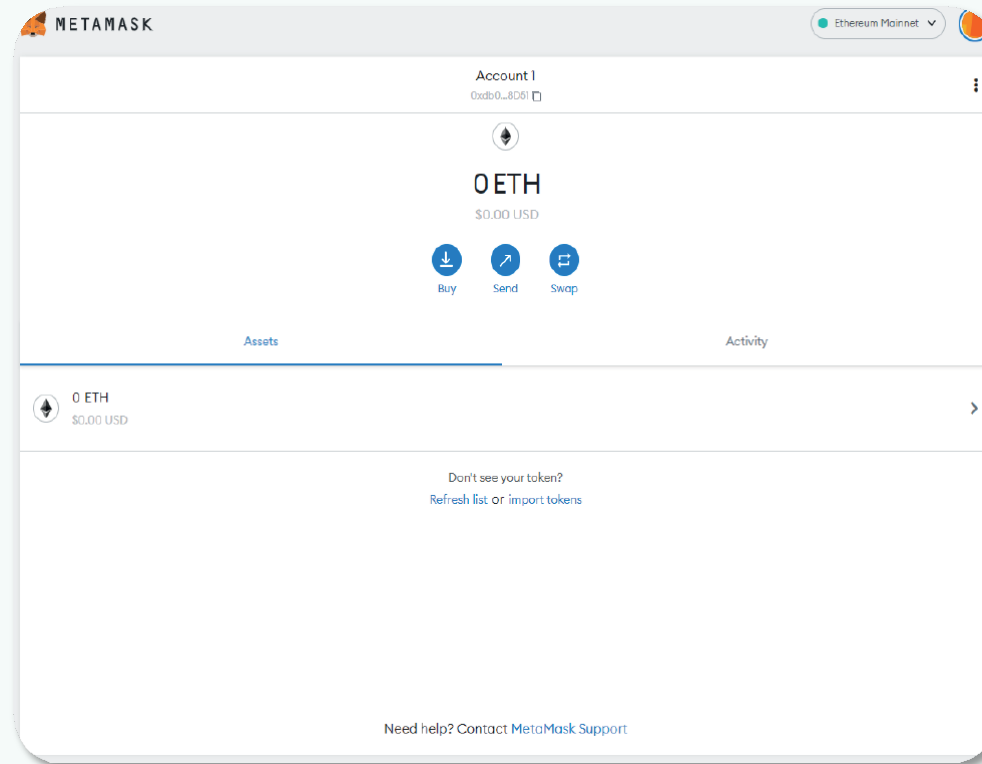 METAMASK
Ethereum Mainnet
Account 1
0xdb0...8D51
0 ETH
$0.00 USD
Buy Send Swap
Assets Activity
0 ETH
$0.00 USD
Don't see your token?
Refresh list or import tokens
Need help? Contact MetaMask Support